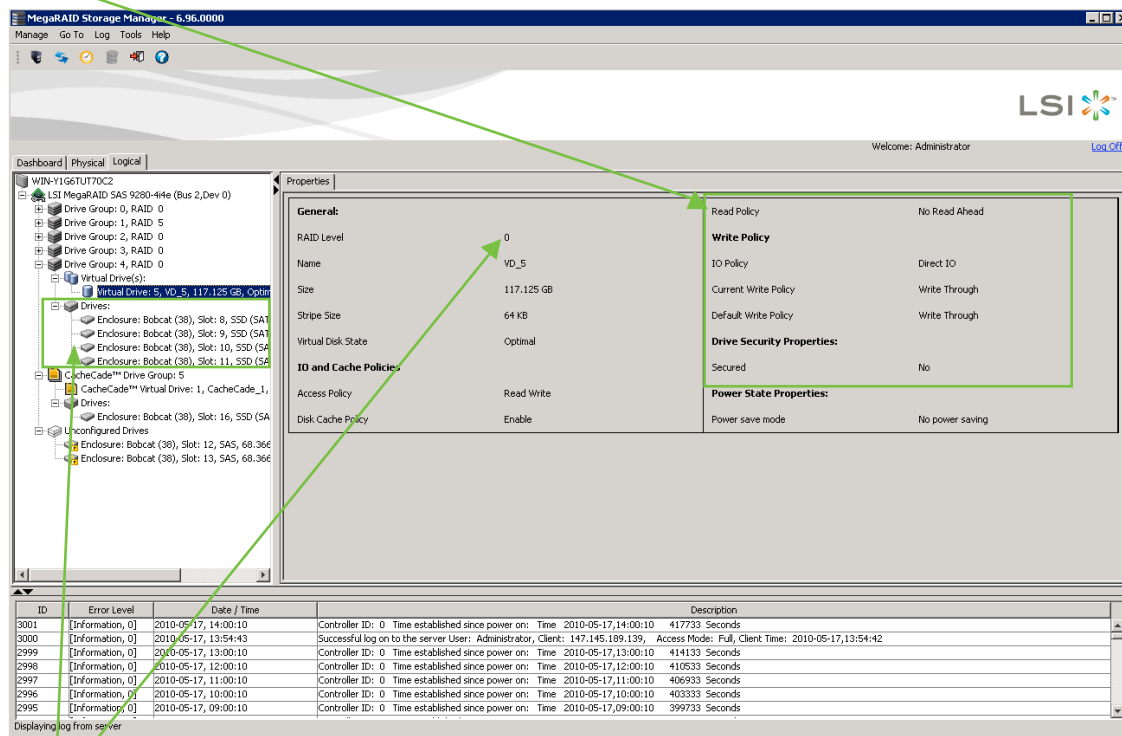 MegaRAID Storage Manager - 6.96.0000
Manage Go To Log Tools Help
LSI
Welcome: Administrator
Log Off
Dashboard Physical Logical
WIN-Y1G6TUT70C2
LSI MegaRAID SAS 9280-4i4e (Bus 2,Dev 0)
Drive Group: 0, RAID 0
Drive Group: 1, RAID 5
Drive Group: 2, RAID 0
Drive Group: 3, RAID 0
Drive Group: 4, RAID 0
Virtual Drive(s):
Virtual Drive: 5, VD_5, 117.125 GB, Optim
Drives:
Enclosure: Bobcat (38), Slot: 8, SSD (SAT
Enclosure: Bobcat (38), Slot: 9, SSD (SAT
Enclosure: Bobcat (38), Slot: 10, SSD (SA
Enclosure: Bobcat (38), Slot: 11, SSD (SA
CacheCade™ Drive Group: 5
CacheCade™ Virtual Drive: 1, CacheCade_1,
Drives:
Enclosure: Bobcat (38), Slot: 16, SSD (SA
Unconfigured Drives
Enclosure: Bobcat (38), Slot: 12, SAS, 68.366
Enclosure: Bobcat (38), Slot: 13, SAS, 68.366
Properties
General:
RAID Level 0
Name VD_5
Size 117.125 GB
Stripe Size 64 KB
Virtual Disk State Optimal
IO and Cache Policies
Access Policy Read Write
Disk Cache Policy Enable
Read Policy No Read Ahead
Write Policy
IO Policy Direct IO
Current Write Policy Write Through
Default Write Policy Write Through
Drive Security Properties:
Secured No
Power State Properties:
Power save mode No power saving
ID Error Level Date / Time Description
3001 [Information, 0] 2010-05-17, 14:00:10 Controller ID: 0 Time established since power on: Time 2010-05-17,14:00:10 417733 Seconds
3000 [Information, 0] 2010-05-17, 13:54:43 Successful log on to the server User: Administrator, Client: 147.145.189.139, Access Mode: Full, Client Time: 2010-05-17,13:54:42
2999 [Information, 0] 2010-05-17, 13:00:10 Controller ID: 0 Time established since power on: Time 2010-05-17,13:00:10 414133 Seconds
2998 [Information, 0] 2010-05-17, 12:00:10 Controller ID: 0 Time established since power on: Time 2010-05-17,12:00:10 410533 Seconds
2997 [Information, 0] 2010-05-17, 11:00:10 Controller ID: 0 Time established since power on: Time 2010-05-17,11:00:10 406933 Seconds
2996 [Information, 0] 2010-05-17, 10:00:10 Controller ID: 0 Time established since power on: Time 2010-05-17,10:00:10 403333 Seconds
2995 [Information, 0] 2010-05-17, 09:00:10 Controller ID: 0 Time established since power on: Time 2010-05-17,09:00:10 399733 Seconds
Displaying log from server